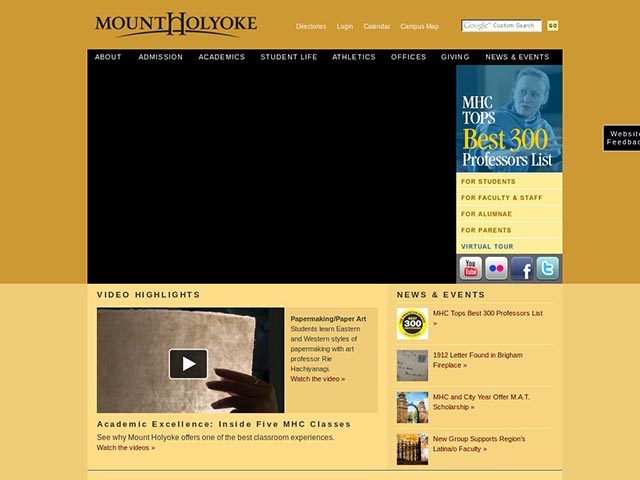 MOUNT HOLYOKE
Directories Login Calendar Campus Map
Google™ Custom Search GO
ABOUT ADMISSION ACADEMICS STUDENT LIFE ATHLETICS OFFICES GIVING NEWS & EVENTS
MHC
TOPS
Best 300
Professors List
Website
Feedbac
FOR STUDENTS
FOR FACULTY & STAFF
FOR ALUMNAE
FOR PARENTS
VIRTUAL TOUR
You
Tube
f
t
VIDEO HIGHLIGHTS
Papermaking/Paper Art
Students learn Eastern
and Western styles of
papermaking with art
professor Rie
Hachiyanagi.
Watch the video »
Academic Excellence: Inside Five MHC Classes
See why Mount Holyoke offers one of the best classroom experiences.
Watch the videos »
NEWS & EVENTS
300
MHC Tops Best 300 Professors List
»
1912 Letter Found in Brigham
Fireplace »
MHC and City Year Offer M.A.T.
Scholarship »
New Group Supports Region's
Latina/o Faculty »